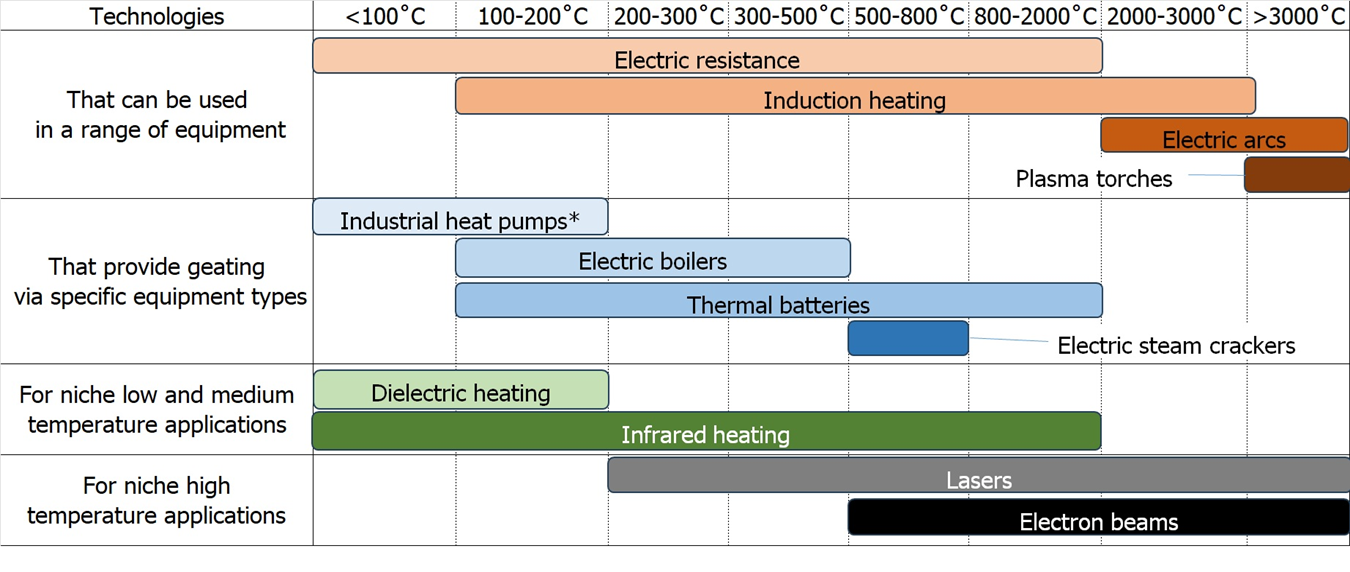 Technologies <100˚C 100-200˚C 200-300˚C 300-500˚C 500-800˚C 800-2000˚C 2000-3000˚C >3000˚C
That can be used
in a range of equipment
Electric resistance
Induction heating
Electric arcs
Plasma torches
That provide geating
via specific equipment types
Industrial heat pumps*
Electric boilers
Thermal batteries
Electric steam crackers
For niche low and medium
temperature applications
Dielectric heating
Infrared heating
For niche high
temperature applications
Lasers
Electron beams